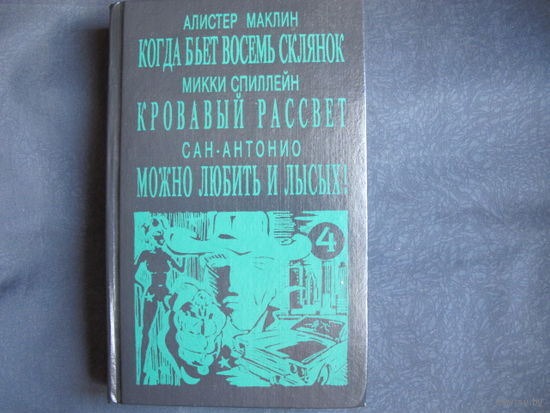 АЛИСТЕР МАКЛИН
КОГДА БЬЕТ ВОСЕМЬ СКЛЯНОК
МИККИ СПИЛЛЕЙН
КРОВАВЫЙ РАССВЕТ
САН-АНТОНИО
МОЖНО ЛЮБИТЬ И ЛЫСЫХ!
4